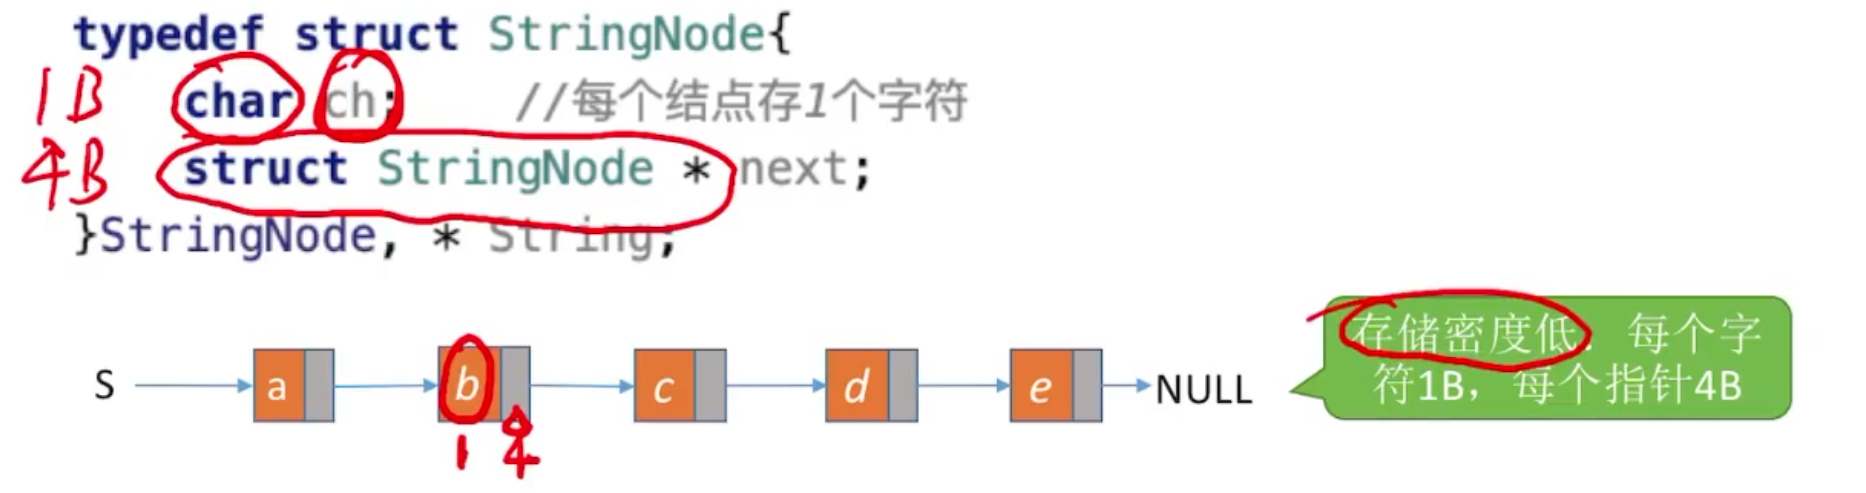 typedef struct StringNode{
1B char ch; //每个结点存1个字符
4B struct StringNode * next;
}StringNode, * String;
S a b c d e NULL
1 4
存储密度低：每个字
符1B，每个指针4B